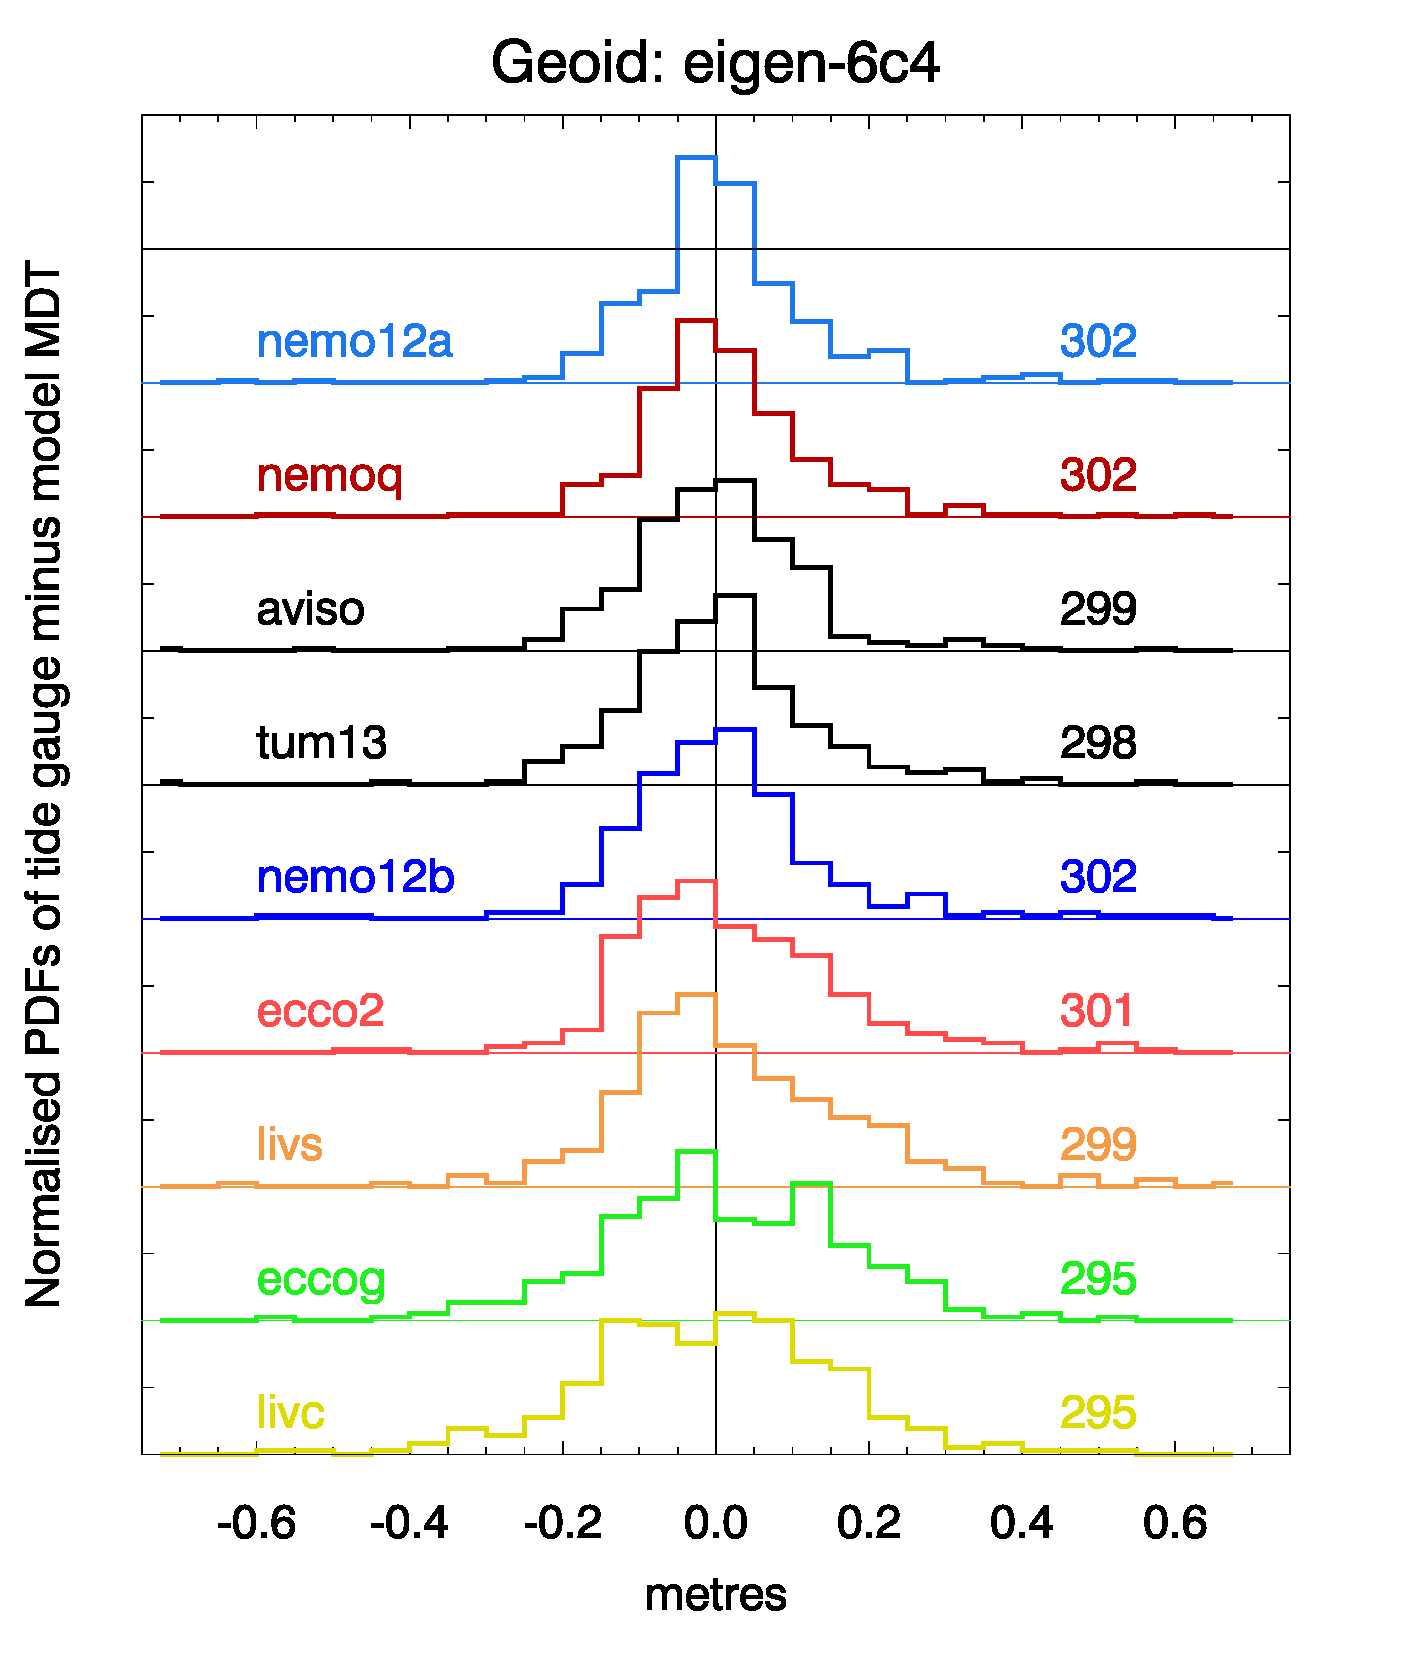 Geoid: eigen-6c4
Normalised PDFs of tide gauge minus model MDT
nemo12a 302
nemoq 302
aviso 299
tum13 298
nemo12b 302
ecco2 301
livs 299
eccog 295
livc 295
-0.6 -0.4 -0.2 0.0 0.2 0.4 0.6
metres